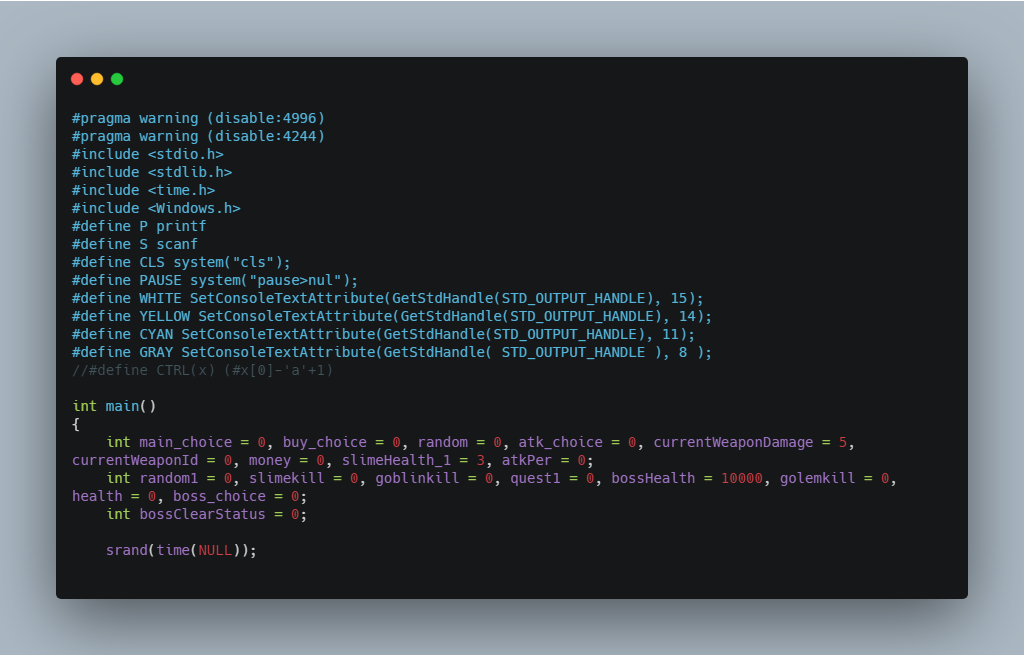 #pragma warning (disable:4996)
#pragma warning (disable:4244)
#include <stdio.h>
#include <stdlib.h>
#include <time.h>
#include <Windows.h>
#define P printf
#define S scanf
#define CLS system("cls");
#define PAUSE system("pause>nul");
#define WHITE SetConsoleTextAttribute(GetStdHandle(STD_OUTPUT_HANDLE), 15);
#define YELLOW SetConsoleTextAttribute(GetStdHandle(STD_OUTPUT_HANDLE), 14);
#define CYAN SetConsoleTextAttribute(GetStdHandle(STD_OUTPUT_HANDLE), 11);
#define GRAY SetConsoleTextAttribute(GetStdHandle( STD_OUTPUT_HANDLE ), 8 );
//#define CTRL(x) (#x[0]-'a'+1)

int main()
{
    int main_choice = 0, buy_choice = 0, random = 0, atk_choice = 0, currentWeaponDamage = 5,
currentWeaponId = 0, money = 0, slimeHealth_1 = 3, atkPer = 0;
    int random1 = 0, slimekill = 0, goblinkill = 0, quest1 = 0, bossHealth = 10000, golemkill = 0,
health = 0, boss_choice = 0;
    int bossClearStatus = 0;

    srand(time(NULL));